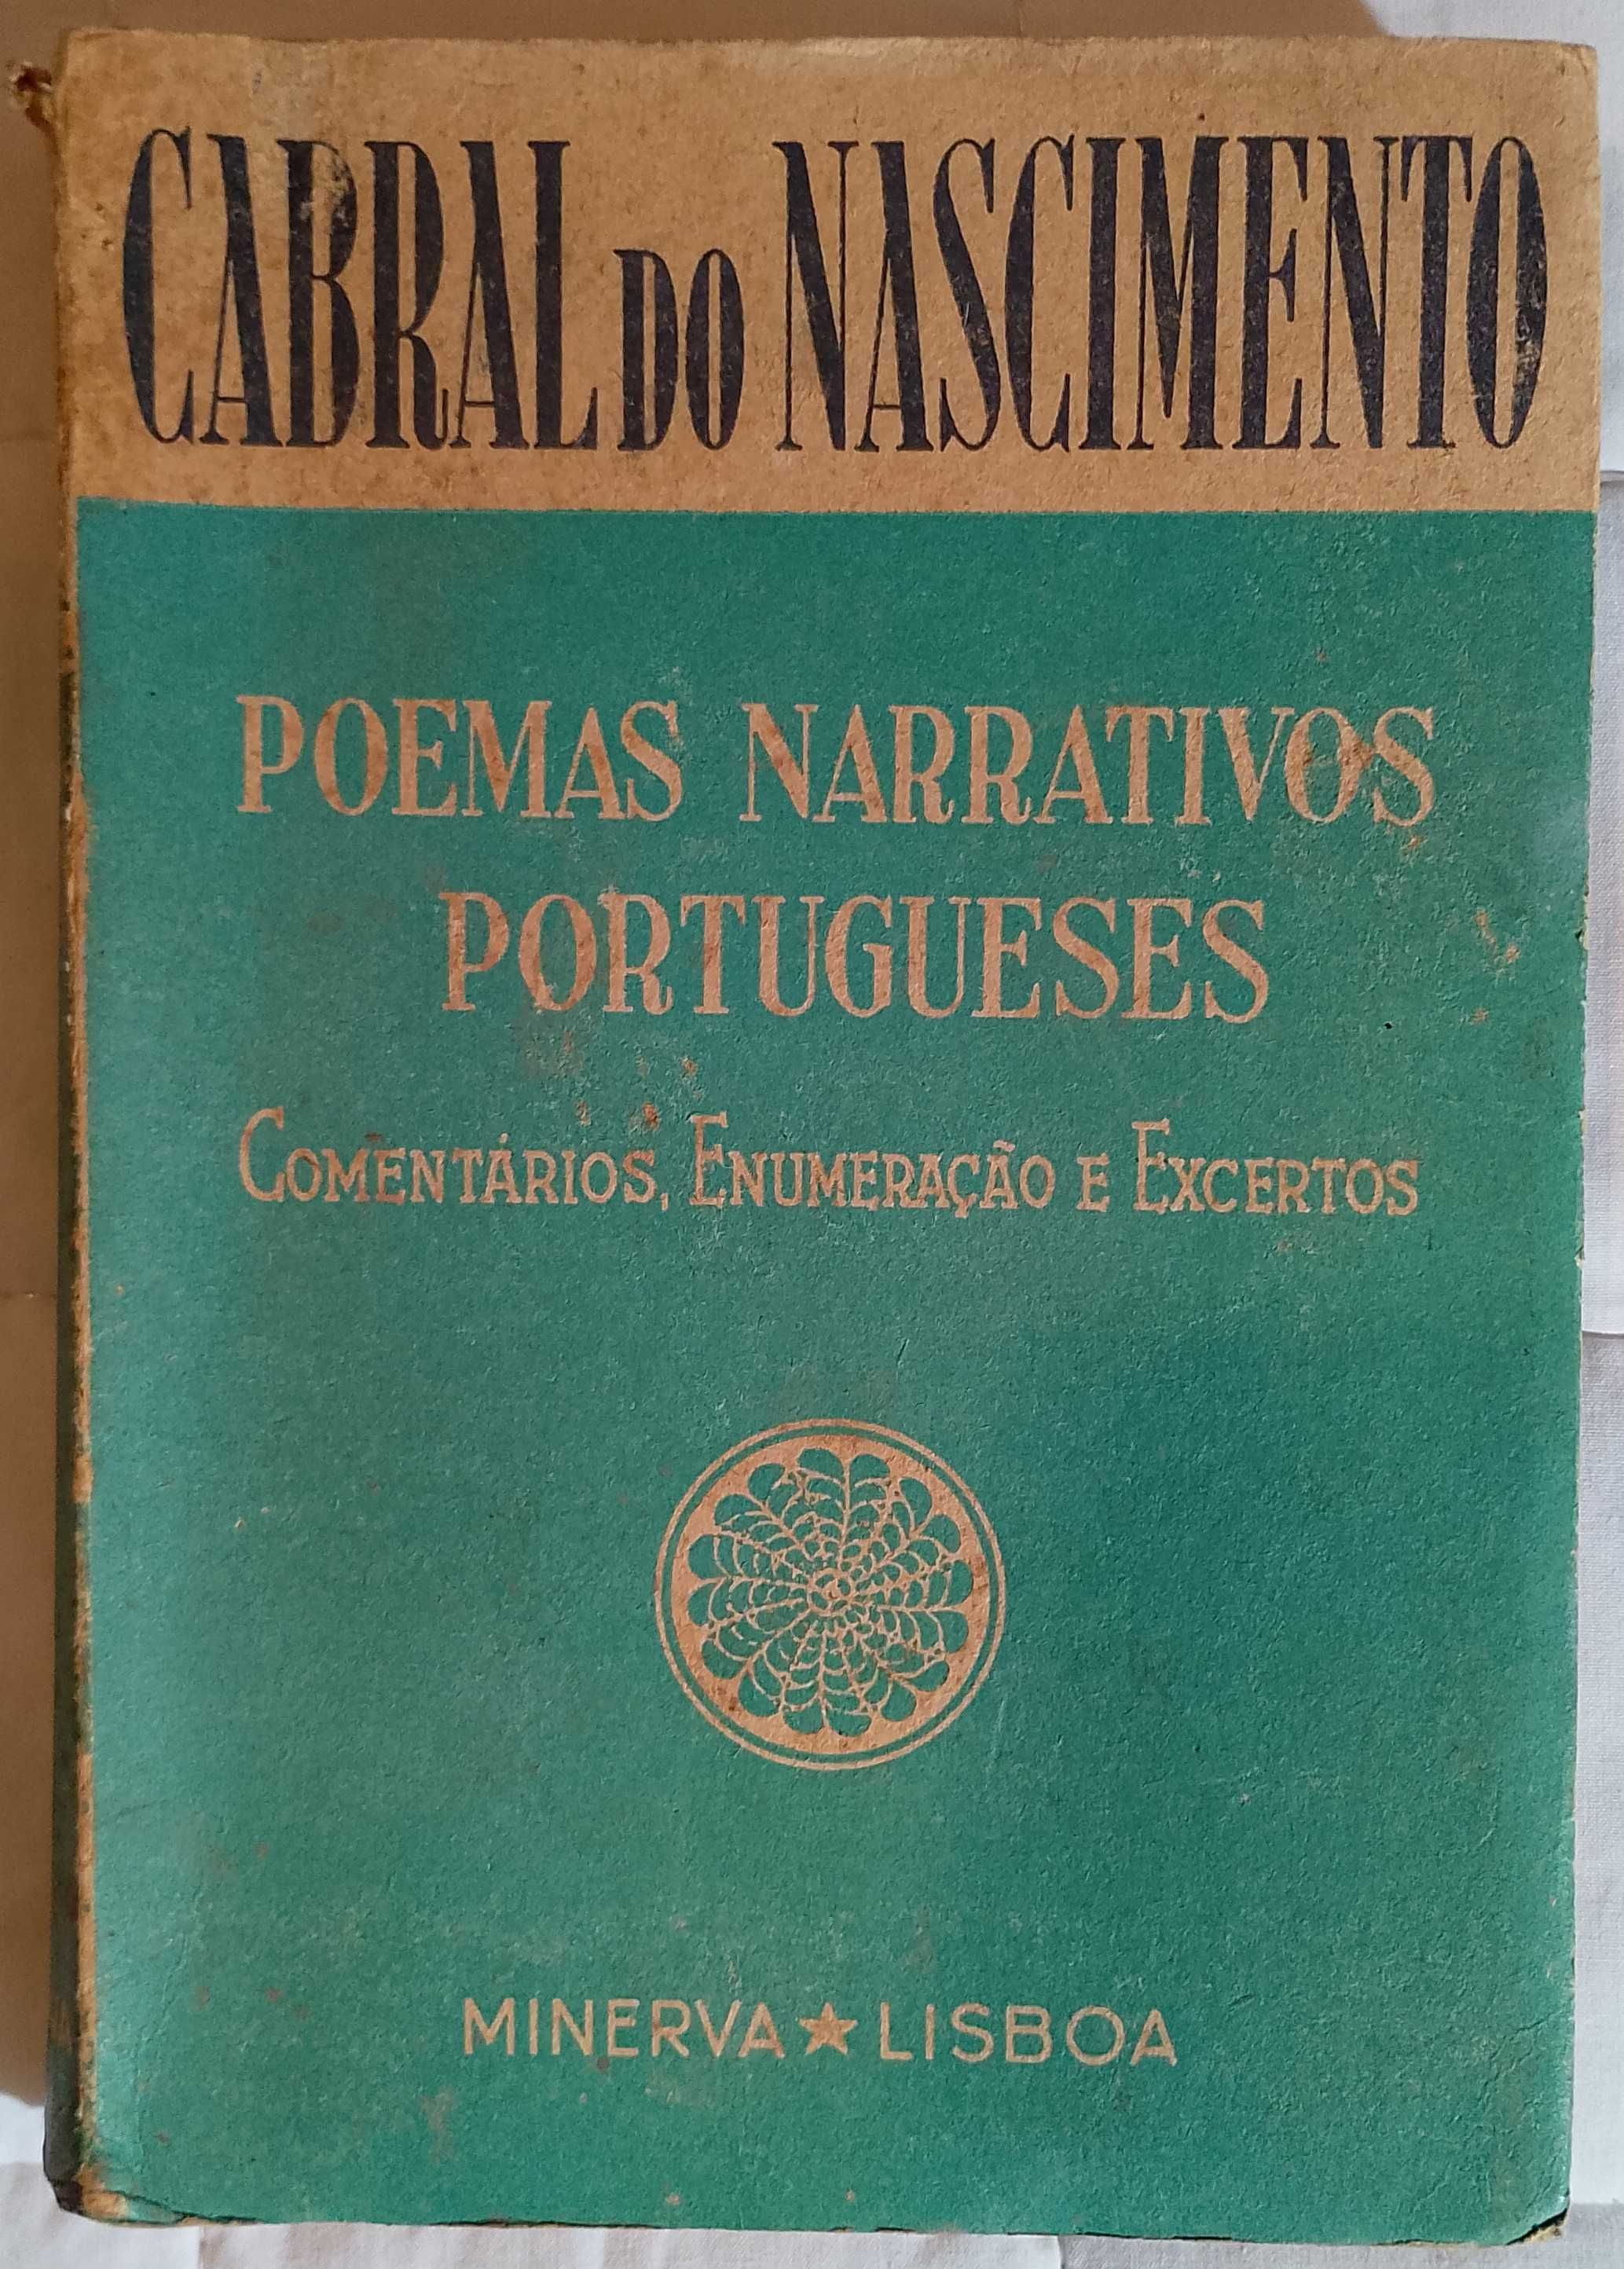 CABRAL DO NASCIMENTO
POEMAS NARRATIVOS
PORTUGUESES
COMENTÁRIOS, ENUMERAÇÃO E EXCERTOS
MINERVA ★ LISBOA